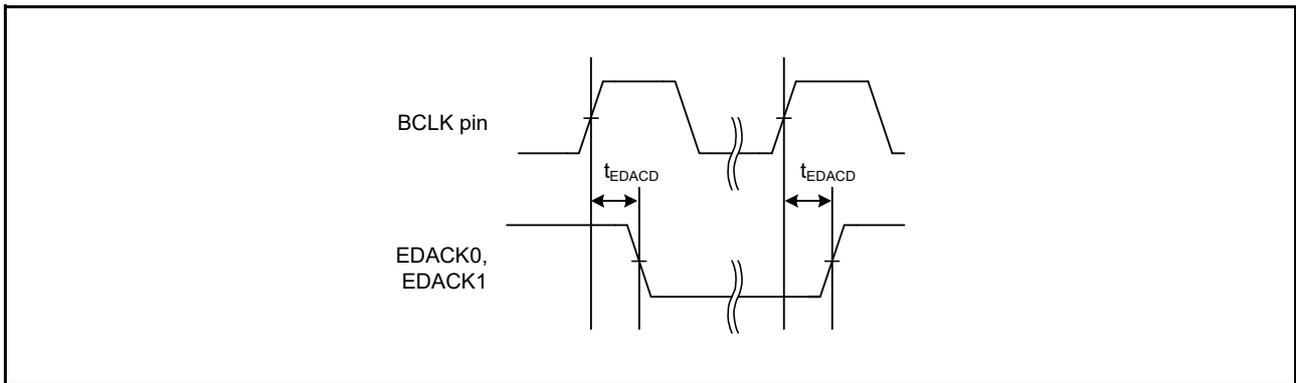 BCLK pin
tEDACD
tEDACD
EDACK0,
EDACK1